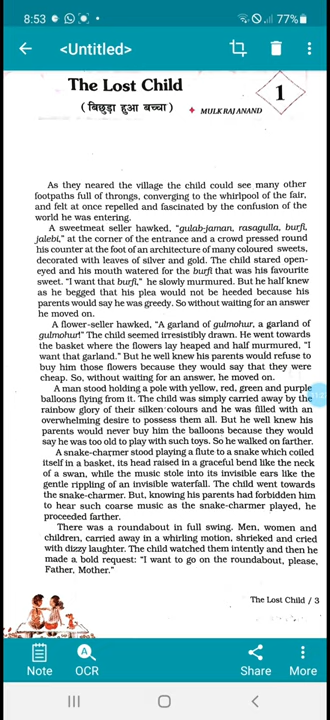 8:53 77%
<Untitled>
The Lost Child
1
(बिछुड़ा हुआ बच्चा)
✦ MULK RAJ ANAND
As they neared the village the child could see many other
footpaths full of throngs, converging to the whirlpool of the fair,
and felt at once repelled and fascinated by the confusion of the
world he was entering.
A sweetmeat seller hawked, "gulab-jaman, rasagulla, burfi,
jalebi," at the corner of the entrance and a crowd pressed round
his counter at the foot of an architecture of many coloured sweets,
decorated with leaves of silver and gold. The child stared open-
eyed and his mouth watered for the burfi that was his favourite
sweet. "I want that burfi," he slowly murmured. But he half knew
as he begged that his plea would not be heeded because his
parents would say he was greedy. So without waiting for an answer
he moved on.
A flower-seller hawked, "A garland of gulmohur, a garland of
gulmohur!" The child seemed irresistibly drawn. He went towards
the basket where the flowers lay heaped and half murmured, "I
want that garland." But he well knew his parents would refuse to
buy him those flowers because they would say that they were
cheap. So, without waiting for an answer, he moved on.
A man stood holding a pole with yellow, red, green and purple
balloons flying from it. The child was simply carried away by the
rainbow glory of their silken colours and he was filled with an
overwhelming desire to possess them all. But he well knew his
parents would never buy him the balloons because they would
say he was too old to play with such toys. So he walked on farther.
A snake-charmer stood playing a flute to a snake which coiled
itself in a basket, its head raised in a graceful bend like the neck
of a swan, while the music stole into its invisible ears like the
gentle rippling of an invisible waterfall. The child went towards
the snake-charmer. But, knowing his parents had forbidden him
to hear such coarse music as the snake-charmer played, he
proceeded farther.
There was a roundabout in full swing. Men, women and
children, carried away in a whirling motion, shrieked and cried
with dizzy laughter. The child watched them intently and then he
made a bold request: "I want to go on the roundabout, please,
Father, Mother."
The Lost Child / 3
Note OCR Share More